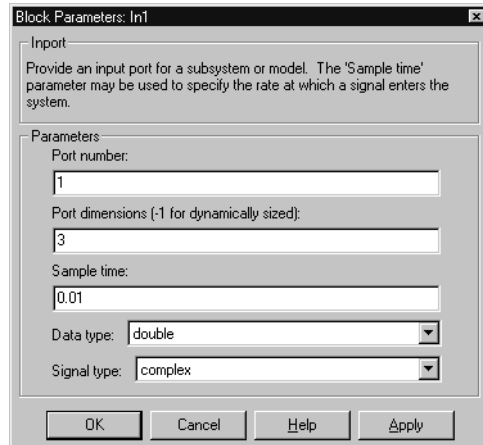 Block Parameters: In1
Inport
Provide an input port for a subsystem or model. The 'Sample time'
parameter may be used to specify the rate at which a signal enters the
system.
Parameters
Port number:
1
Port dimensions (-1 for dynamically sized):
3
Sample time:
0.01
Data type: double
Signal type: complex
OK Cancel Help Apply